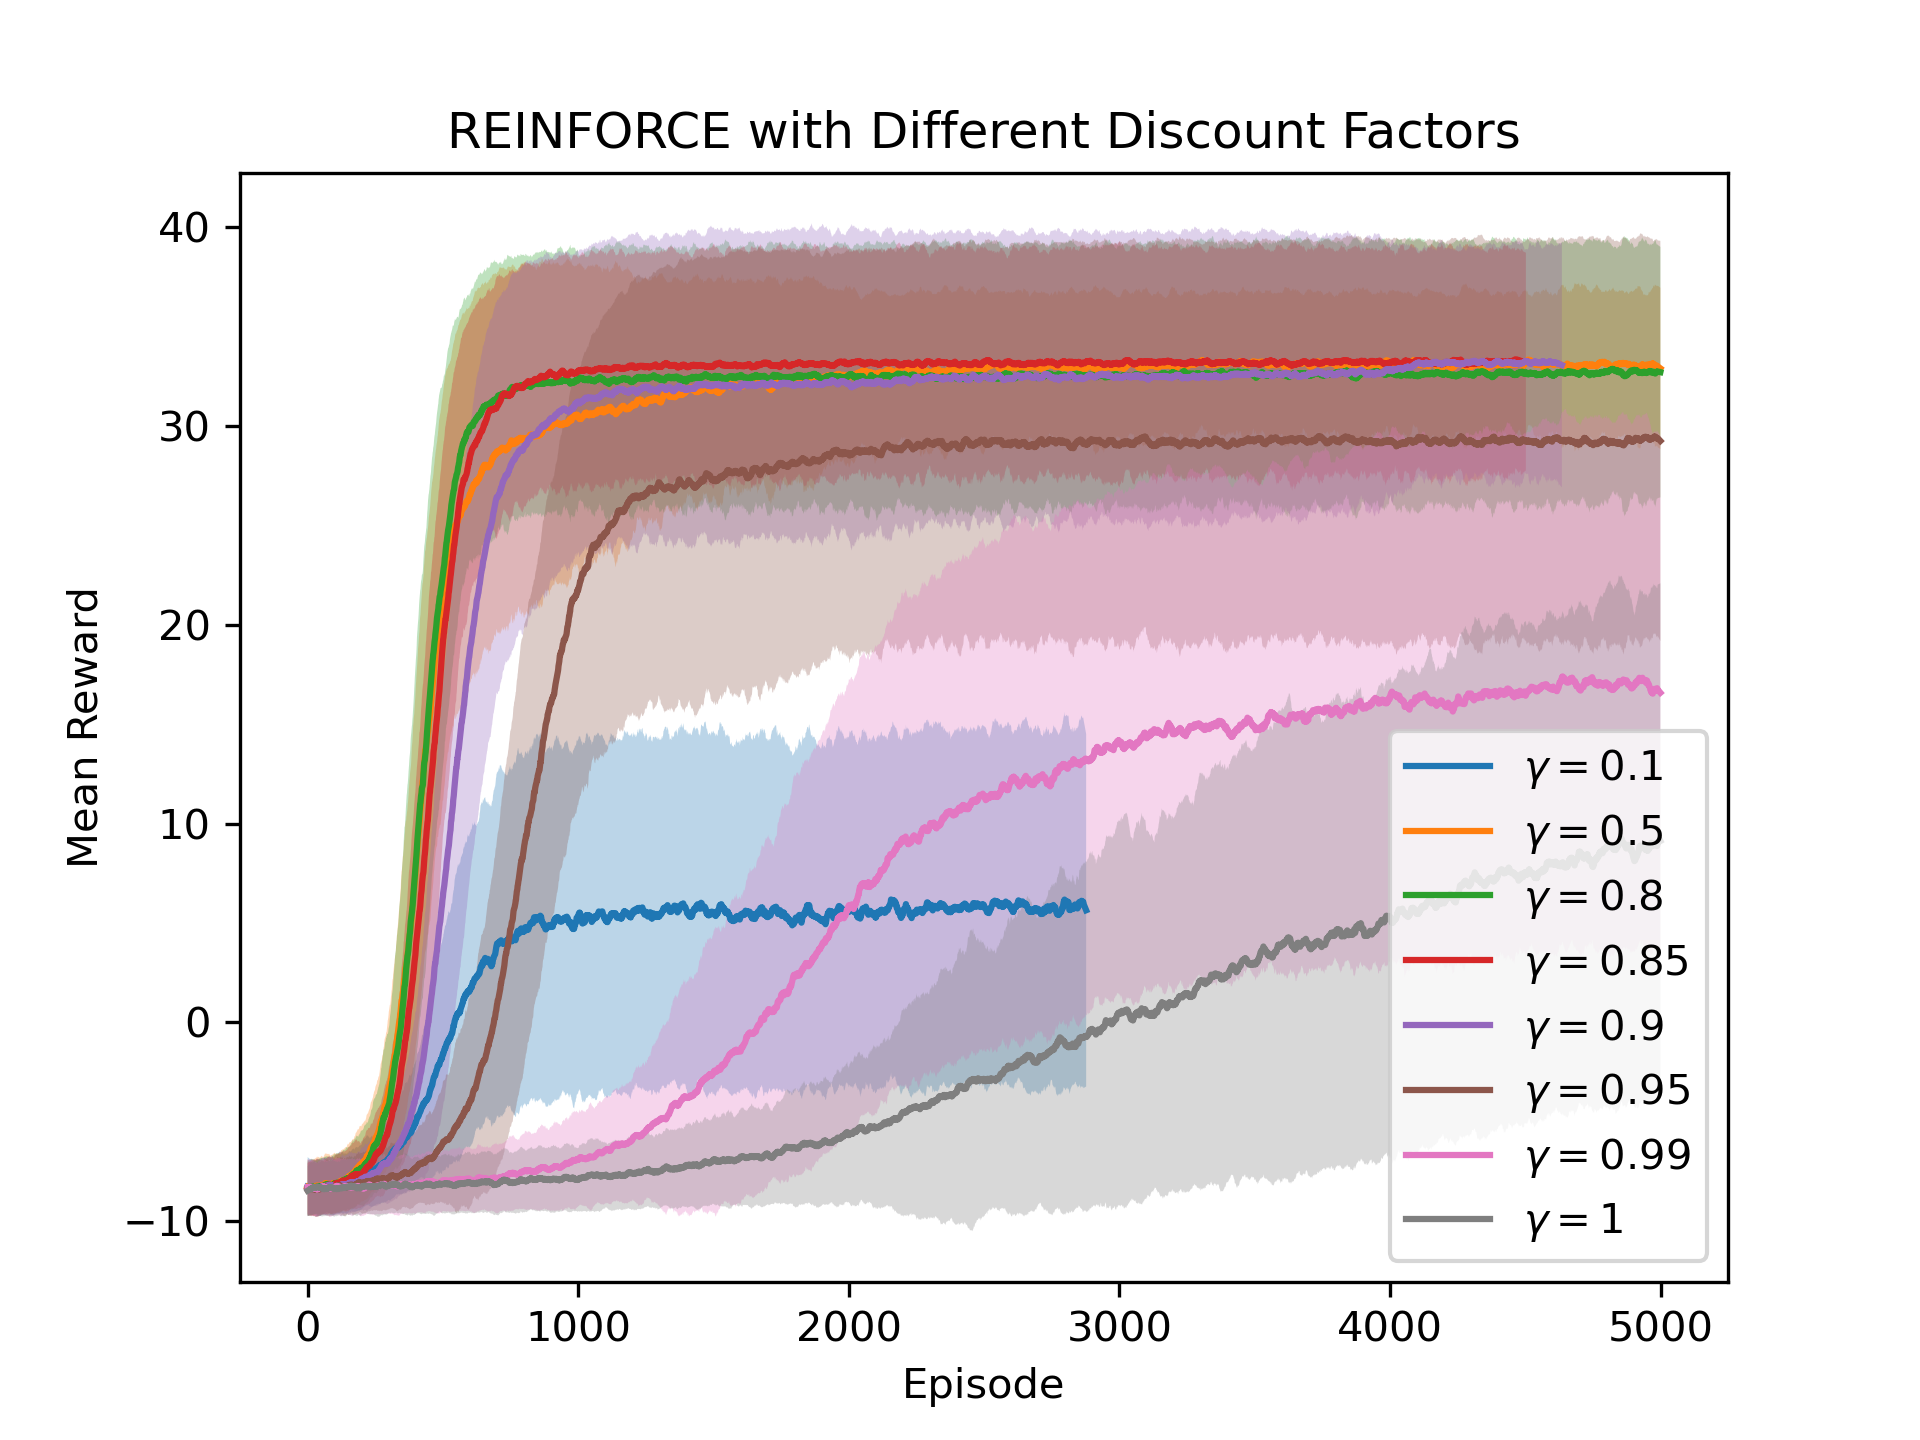 REINFORCE with Different Discount Factors
40
30
20
10
0
−10
Mean Reward
γ = 0.1
γ = 0.5
γ = 0.8
γ = 0.85
γ = 0.9
γ = 0.95
γ = 0.99
γ = 1
0 1000 2000 3000 4000 5000
Episode